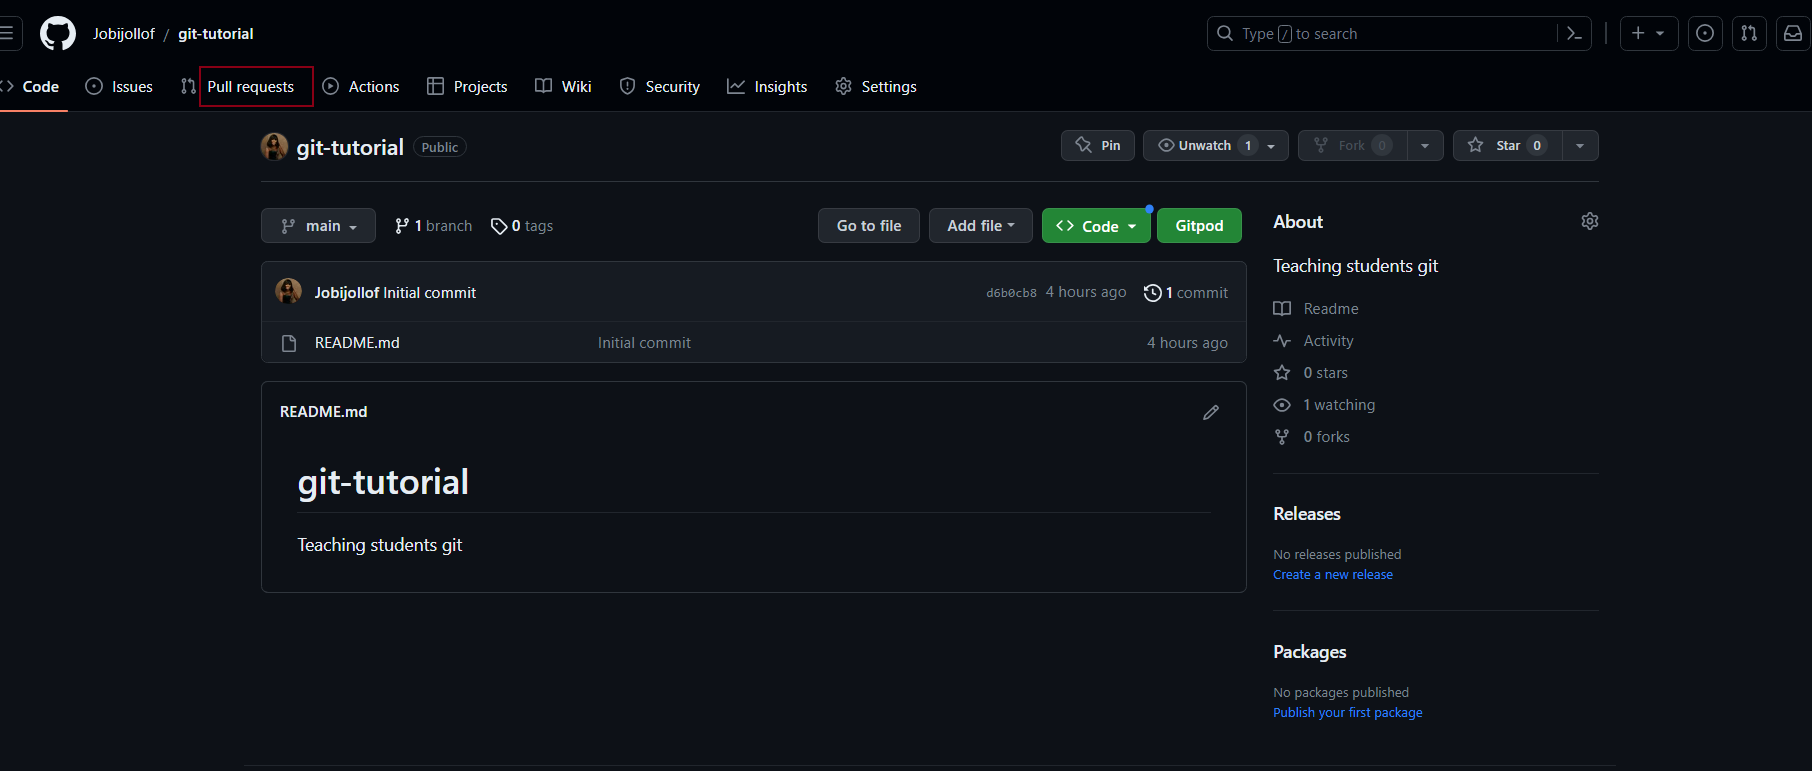 Jobijollof / git-tutorial
Type / to search
Code Issues Pull requests Actions Projects Wiki Insights Security Settings
git-tutorial Public
Pin Unwatch 1 Fork 0 Star 0
main 1 branch 0 tags
Go to file Add file Code Gitpod
Jobijollof Initial commit d6b0cb8 4 hours ago 1 commit
README.md Initial commit 4 hours ago
README.md
git-tutorial
Teaching students git
About
Teaching students git
Readme
Activity
0 stars
1 watching
0 forks
Releases
No releases published
Create a new release
Packages
No packages published
Publish your first package